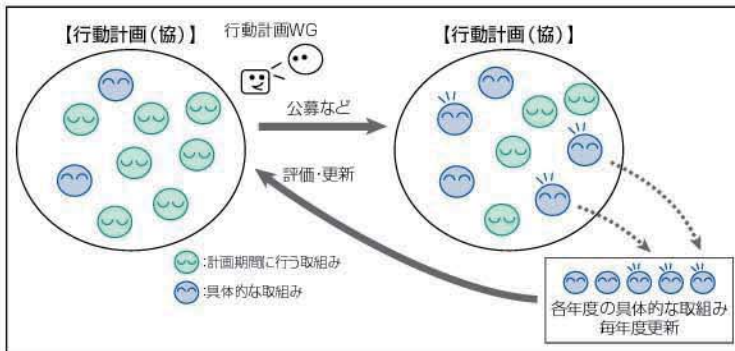 【行動計画(協)】
行動計画WG
【行動計画(協)】
公募など
評価・更新
:計画期間に行う取組み
:具体的な取組み
各年度の具体的な取組み
毎年度更新